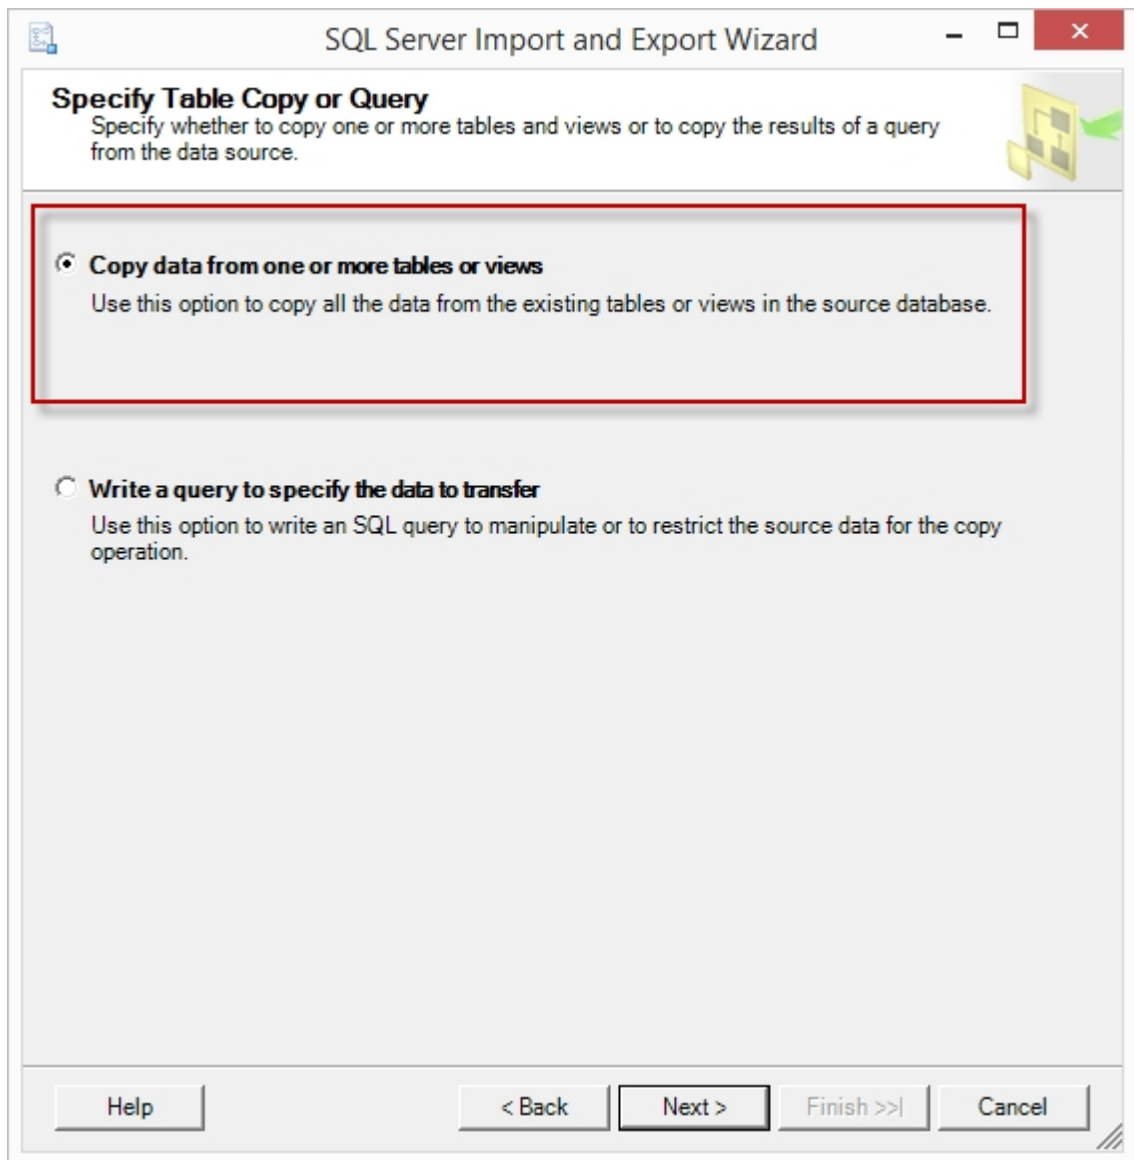 SQL Server Import and Export Wizard
Specify Table Copy or Query
Specify whether to copy one or more tables and views or to copy the results of a query
from the data source.
Copy data from one or more tables or views
Use this option to copy all the data from the existing tables or views in the source database.
Write a query to specify the data to transfer
Use this option to write an SQL query to manipulate or to restrict the source data for the copy
operation.
Help
< Back
Next >
Finish >>|
Cancel